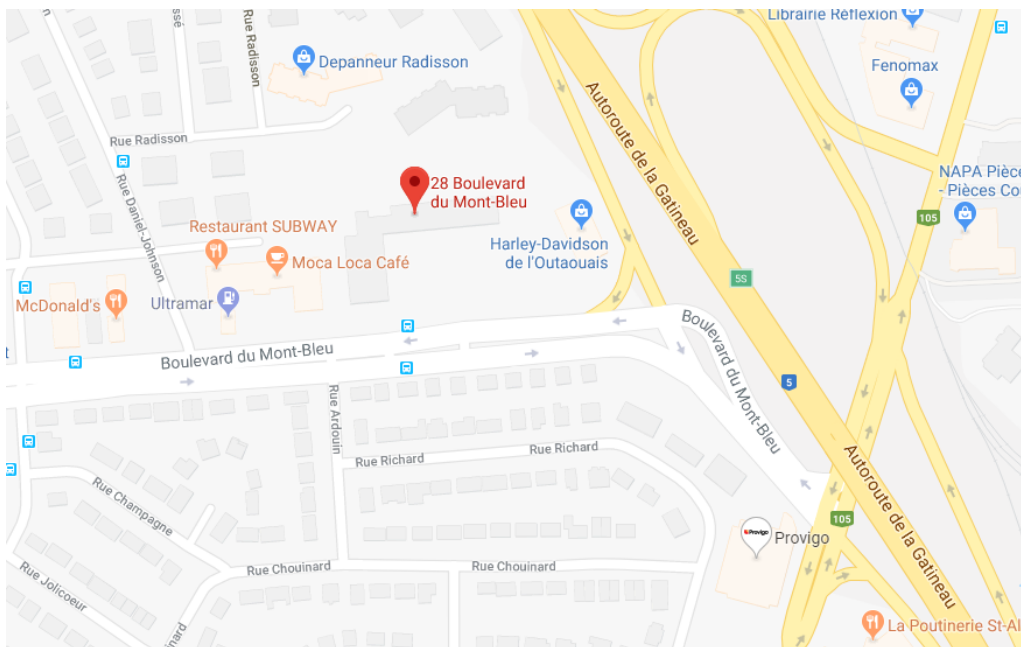 Librairie Réflexion
Rue Radisson
Depanneur Radisson
Fenomax
Autoroute de la Gatineau
Rue Radisson
NAPA Pièce
- Pièces Cou
28 Boulevard
du Mont-Bleu
Rue Daniel-Johnson
105
Restaurant SUBWAY
Harley-Davidson
de l'Outaouais
Moca Loca Café
5S
McDonald's
Ultramar
Boulevard du Mont-Bleu
Boulevard du Mont-Bleu
5
Rue Ardouin
Rue Richard
Rue Richard
Autoroute de la Gatineau
Rue Champagne
105
Provigo
Provigo
Rue Chouinard
Rue Chouinard
Rue Jolicoeur
La Poutinerie St-Al